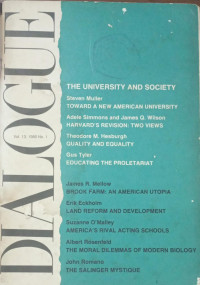 DIALOGUE
THE UNIVERSITY AND SOCIETY
Steven Muller
TOWARD A NEW AMERICAN UNIVERSITY
Adele Simmons and James Q. Wilson
HARVARD'S REVISION: TWO VIEWS
Theodore M. Hesburgh
QUALITY AND EQUALITY
Gus Tyler
EDUCATING THE PROLETARIAT
James R. Mellow
BROOK FARM: AN AMERICAN UTOPIA
Erik Eckholm
LAND REFORM AND DEVELOPMENT
Suzanne O'Malley
AMERICA'S RIVAL ACTING SCHOOLS
Albert Rosenfeld
THE MORAL DILEMMAS OF MODERN BIOLOGY
John Romano
THE SALINGER MYSTIQUE